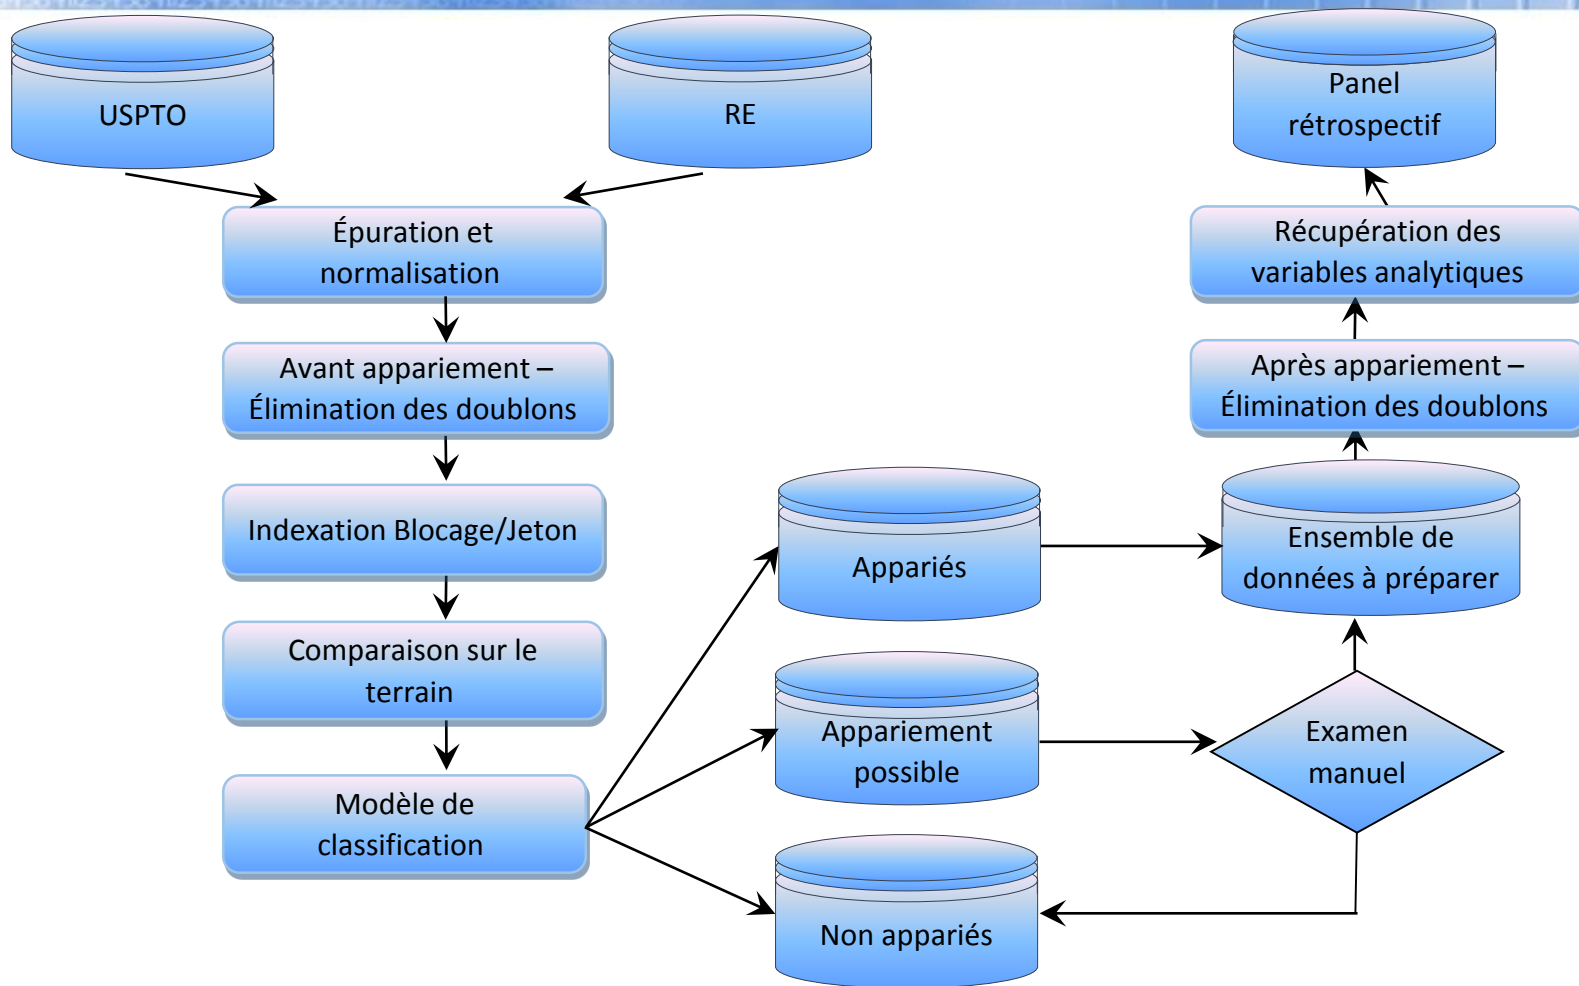 USPTO
RE
Panel
rétrospectif
Épuration et
normalisation
Récupération des
variables analytiques
Avant appariement –
Élimination des doublons
Après appariement –
Élimination des doublons
Indexation Blocage/Jeton
Appariés
Ensemble de
données à préparer
Comparaison sur le
terrain
Appariement
possible
Examen
manuel
Modèle de
classification
Non appariés